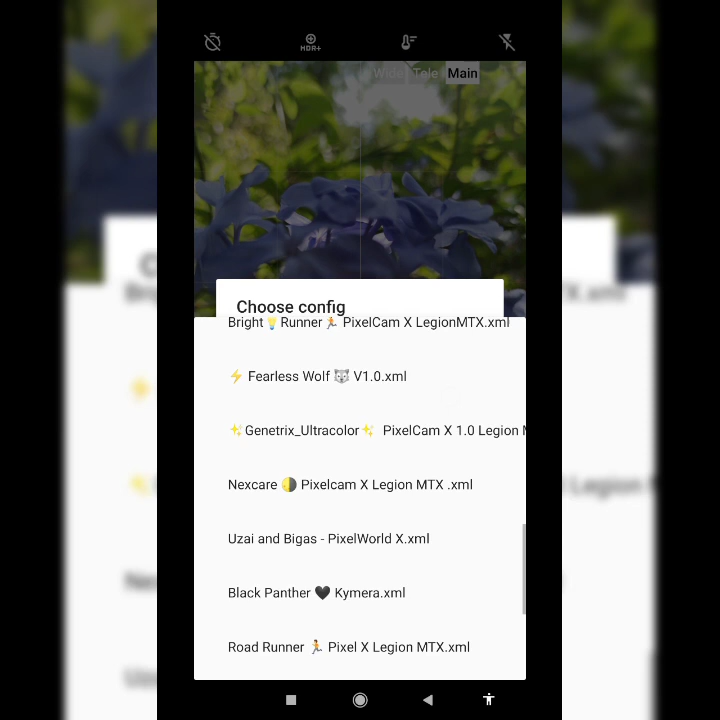 HDR+
Wide Tele Main
Choose config
Bright💡Runner🏃 PixelCam X LegionMTX.xml
⚡ Fearless Wolf 🐺 V1.0.xml
✨Genetrix_Ultracolor✨ PixelCam X 1.0 Legion
Nexcare 🌗 Pixelcam X Legion MTX .xml
Uzai and Bigas - PixelWorld X.xml
Black Panther 🖤 Kymera.xml
Road Runner 🏃 Pixel X Legion MTX.xml